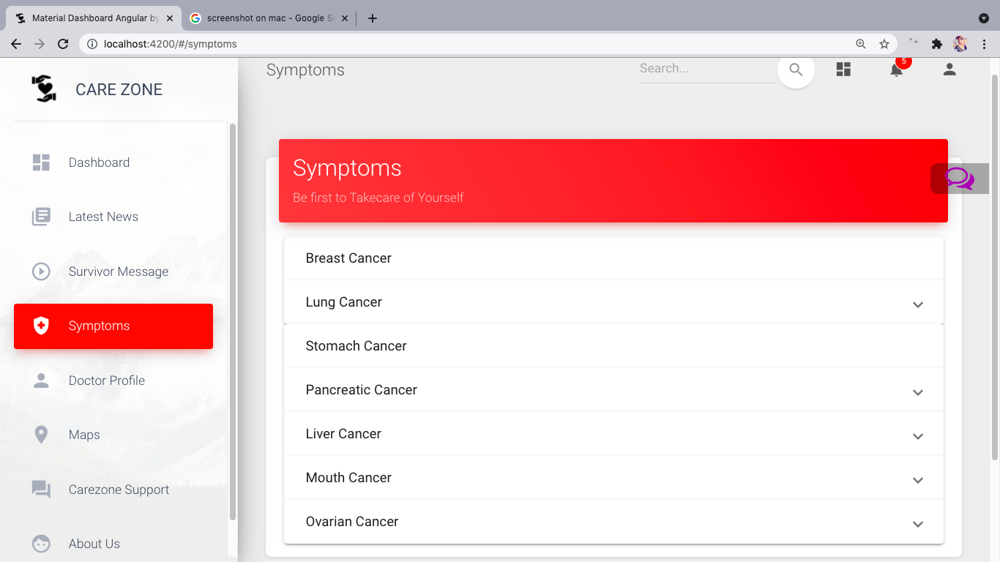 Material Dashboard Angular by
screenshot on mac - Google S
localhost:4200/#/symptoms
CARE ZONE
Symptoms
Search...
5
Dashboard
Latest News
Survivor Message
Symptoms
Doctor Profile
Maps
Carezone Support
About Us
Symptoms
Be first to Takecare of Yourself
Breast Cancer
Lung Cancer
Stomach Cancer
Pancreatic Cancer
Liver Cancer
Mouth Cancer
Ovarian Cancer